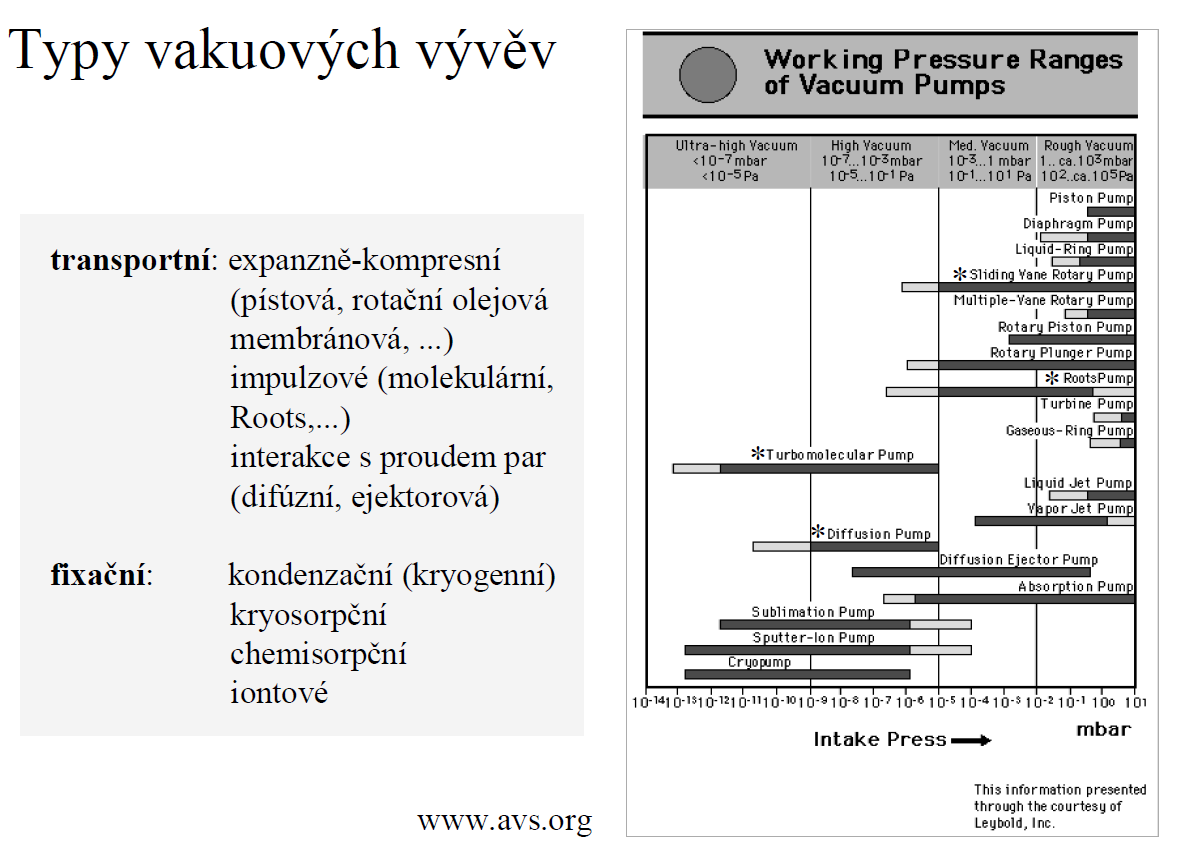 Typy vakuových vývěv
transportní: expanzně-kompresní
(pístová, rotační olejová
membránová, ...)
impulzové (molekulární,
Roots,...)
interakce s proudem par
(difúzní, ejektorová)
fixační: kondenzační (kryogenní)
kryosorpční
chemisorpční
iontové
www.avs.org
Working Pressure Ranges
of Vacuum Pumps
Ultra-high Vacuum
<10-7 mbar
<10-5 Pa
High Vacuum
10-7...10-3mbar
10-5...10-1 Pa
Med. Vacuum
10-3...1 mbar
10-1...101 Pa
Rough Vacuum
1.. ca.103mbar
102..ca.105Pa
Piston Pump
Diaphragm Pump
Liquid-Ring Pump
*Sliding Vane Rotary Pump
Multiple-Vane Rotary Pump
Rotary Piston Pump
Rotary Plunger Pump
* RootsPump
Turbine Pump
Gaseous-Ring Pump
*Turbomolecular Pump
Liquid Jet Pump
Vapor Jet Pump
*Diffusion Pump
Diffusion Ejector Pump
Absorption Pump
Sublimation Pump
Sputter-Ion Pump
Cryopump
10-14 10-13 10-12 10-11 10-10 10-9 10-8 10-7 10-6 10-5 10-4 10-3 10-2 10-1 100 101
mbar
Intake Press
This information presented
through the courtesy of
Leybold, Inc.